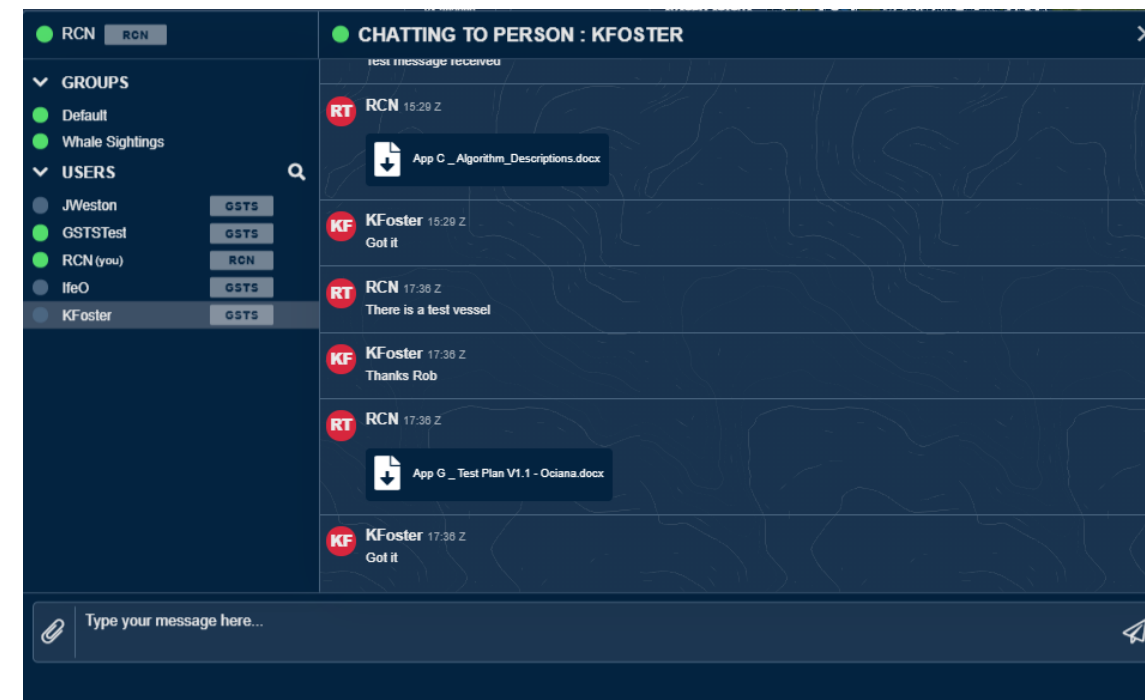 RCN RCN
CHATTING TO PERSON : KFOSTER
GROUPS
Default
Whale Sightings
USERS
JWeston GSTS
GSTSTest GSTS
RCN (you) RCN
IfeO GSTS
KFoster GSTS
Test message received
RT RCN 15:29 Z
App C _ Algorithm_Descriptions.docx
KF KFoster 15:29 Z
Got it
RT RCN 17:36 Z
There is a test vessel
KF KFoster 17:36 Z
Thanks Rob
RT RCN 17:36 Z
App G _ Test Plan V1.1 - Ociana.docx
KF KFoster 17:36 Z
Got it
Type your message here...